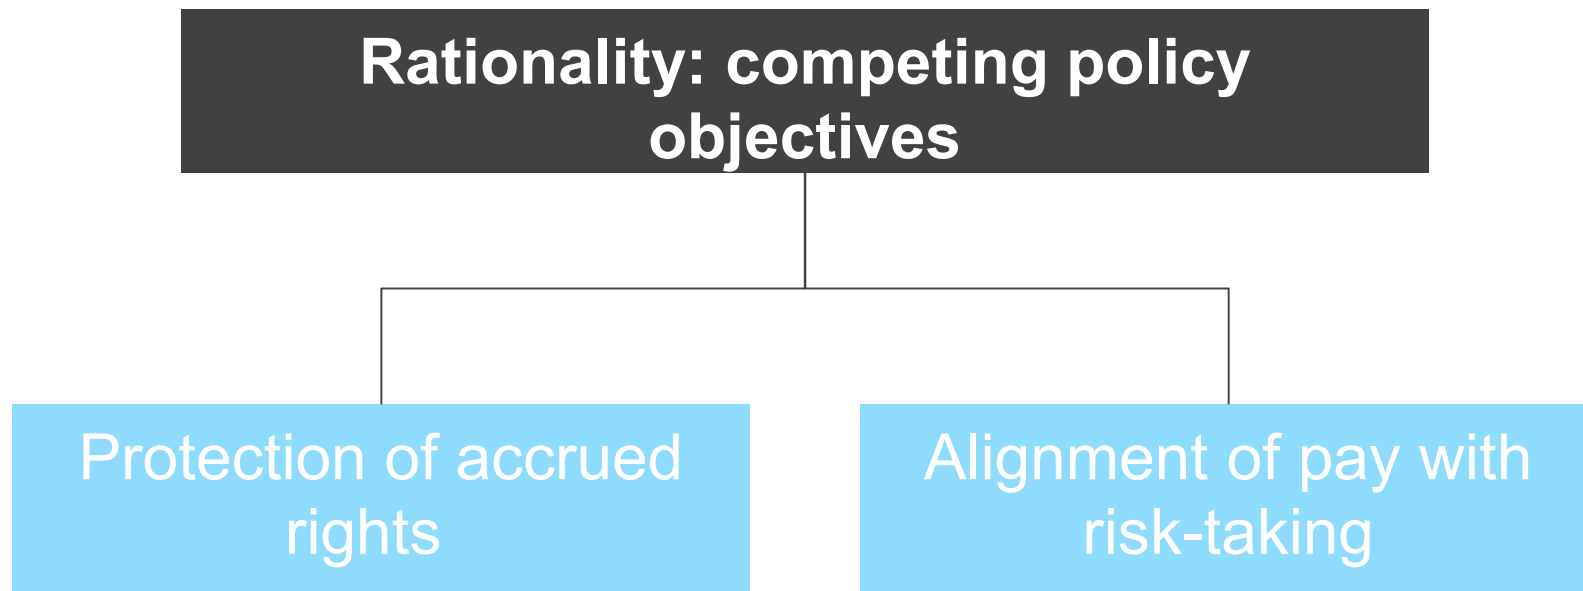 Rationality: competing policy
objectives
Protection of accrued
rights
Alignment of pay with
risk-taking